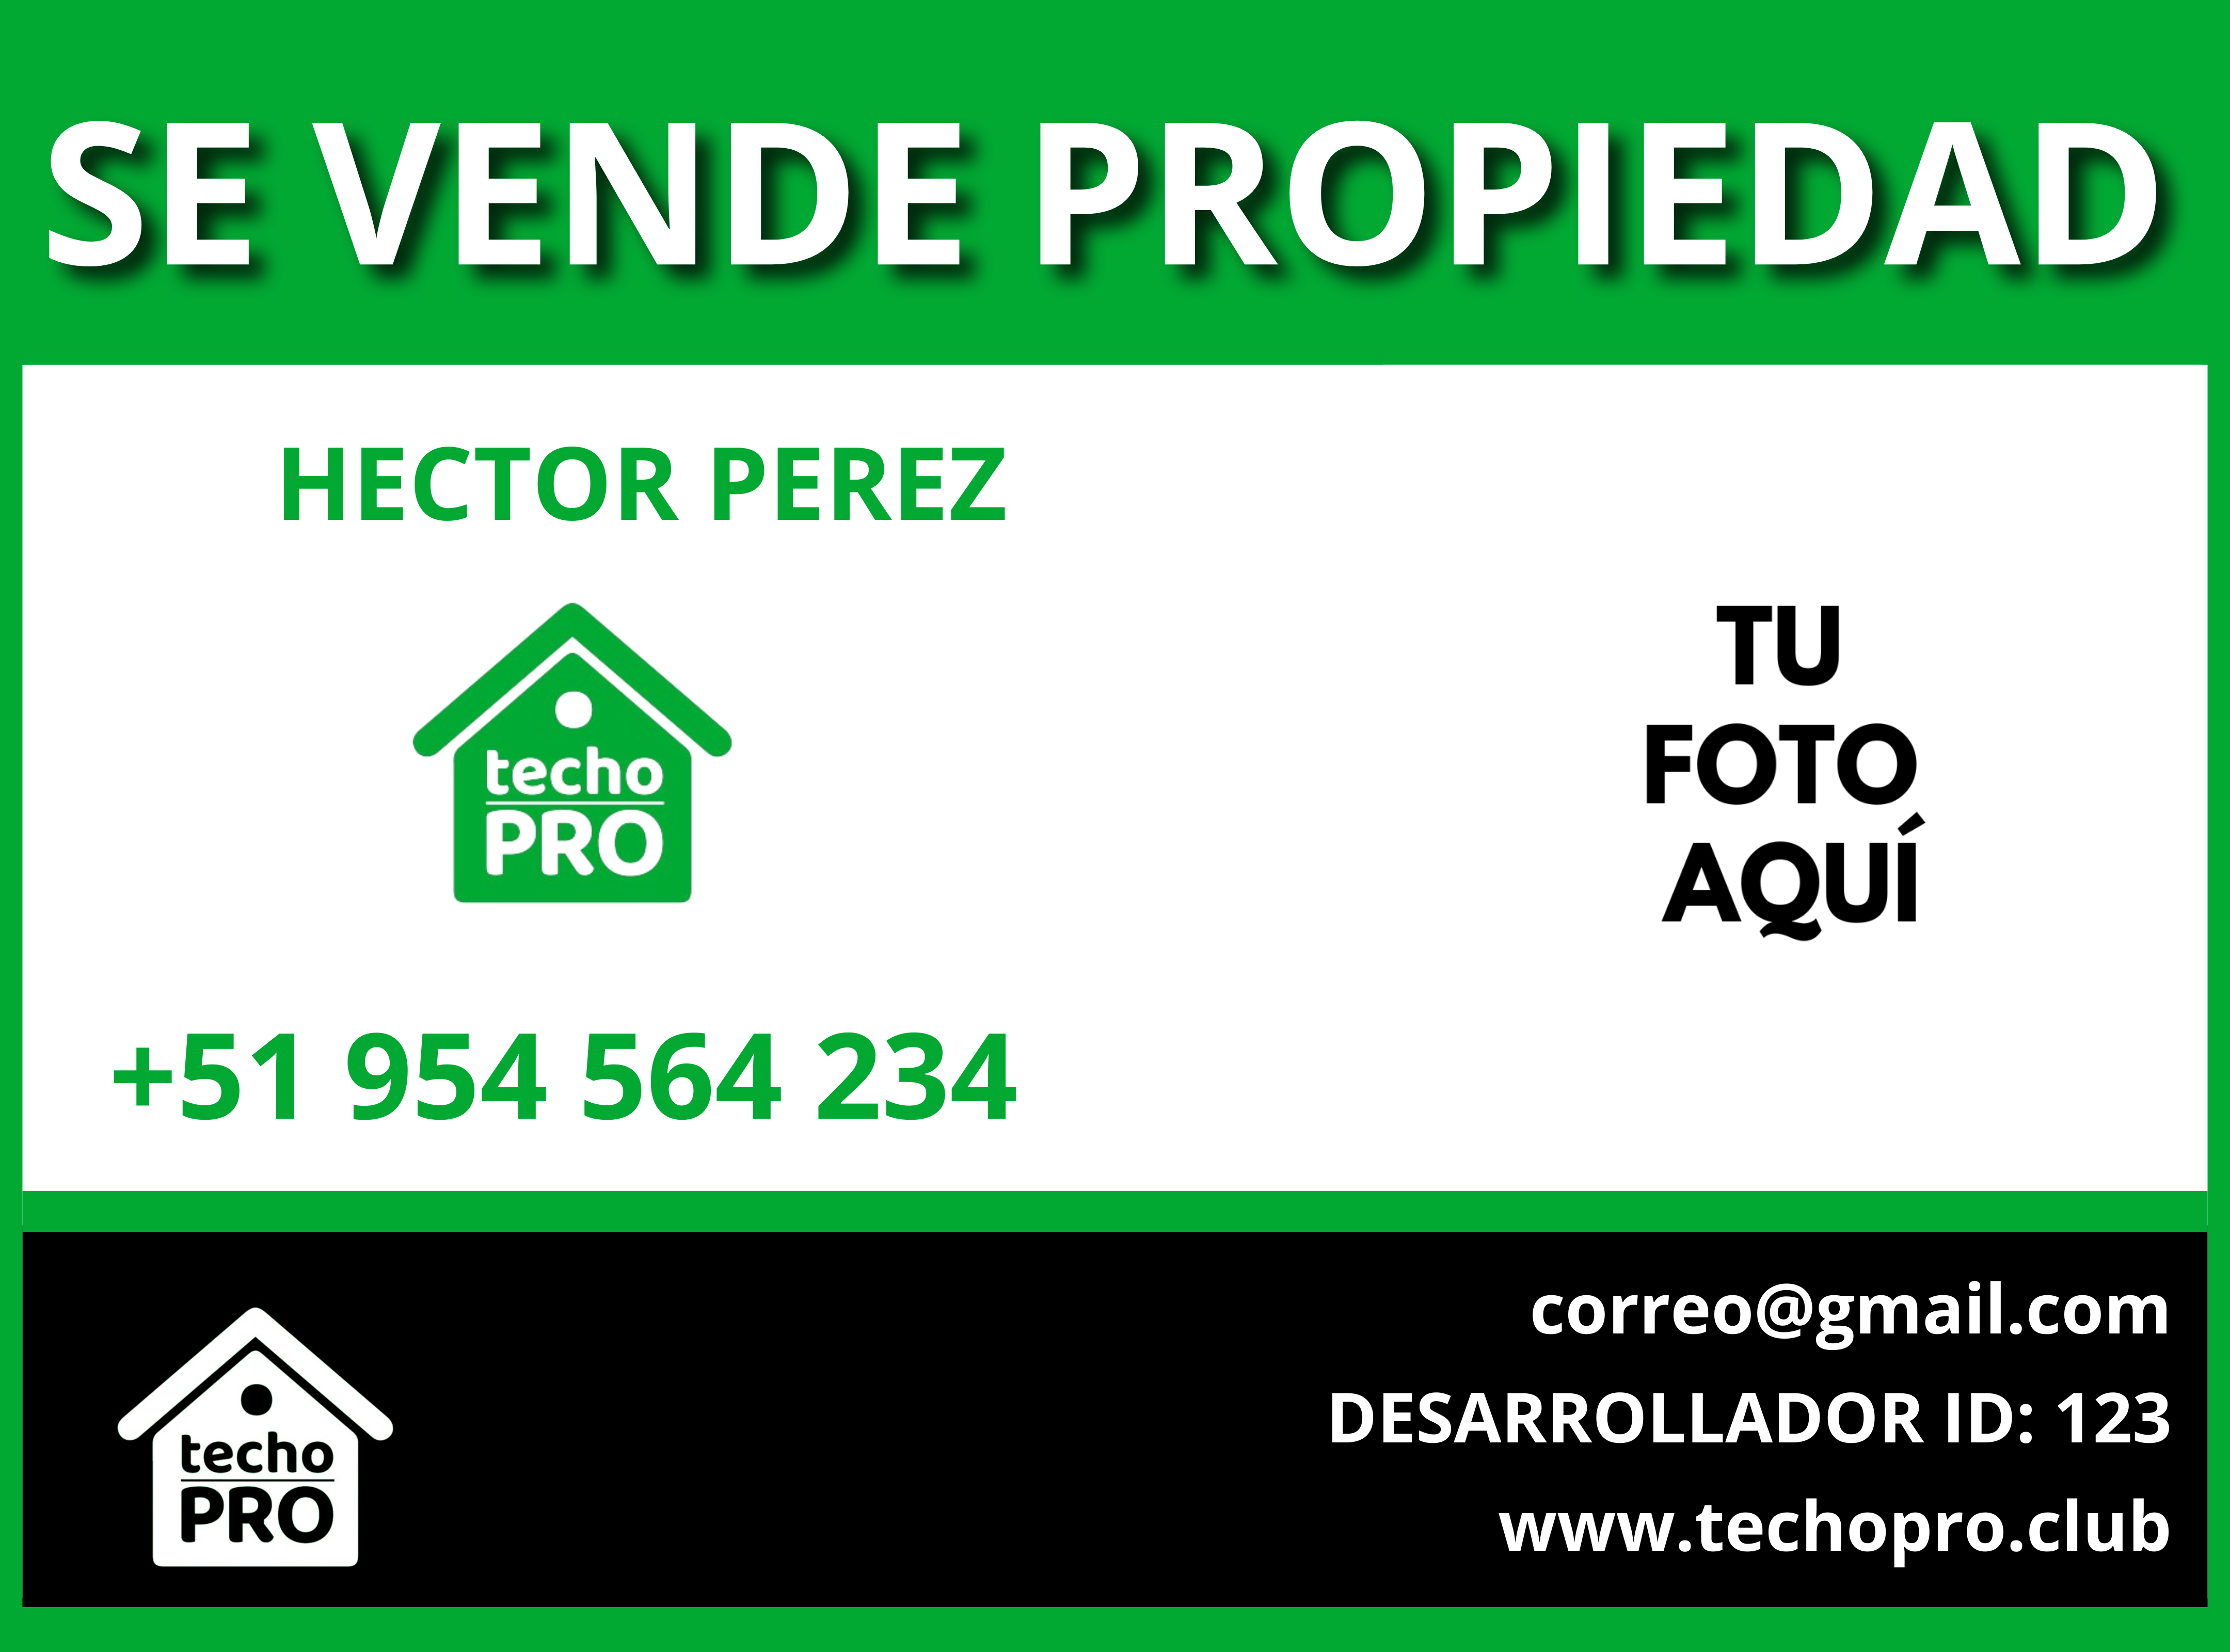 SE VENDE PROPIEDAD
HECTOR PEREZ
techo
PRO
TU
FOTO
AQUÍ
+51 954 564 234
techo
PRO
correo@gmail.com
DESARROLLADOR ID: 123
www.techopro.club